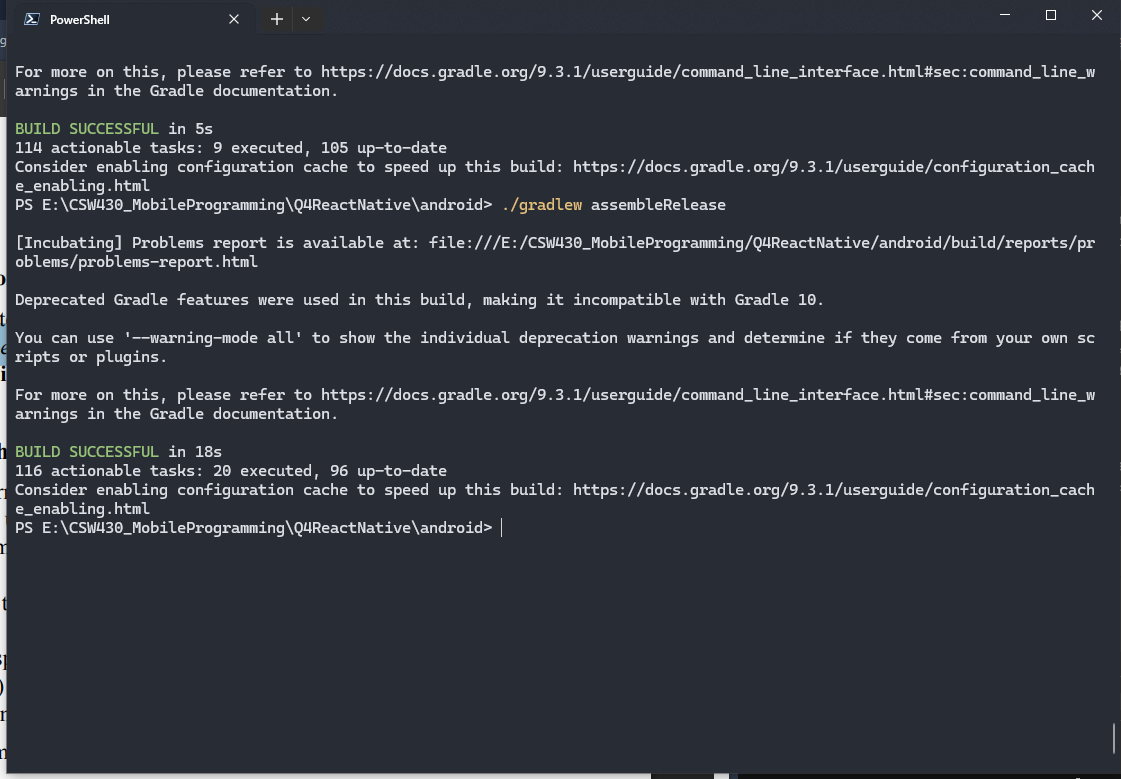 PowerShell
For more on this, please refer to https://docs.gradle.org/9.3.1/userguide/command_line_interface.html#sec:command_line_w
arnings in the Gradle documentation.
BUILD SUCCESSFUL in 5s
114 actionable tasks: 9 executed, 105 up-to-date
Consider enabling configuration cache to speed up this build: https://docs.gradle.org/9.3.1/userguide/configuration_cach
e_enabling.html
PS E:\CSW430_MobileProgramming\Q4ReactNative\android> ./gradlew assembleRelease
[Incubating] Problems report is available at: file:///E:/CSW430_MobileProgramming/Q4ReactNative/android/build/reports/pr
oblems/problems-report.html
Deprecated Gradle features were used in this build, making it incompatible with Gradle 10.
You can use '--warning-mode all' to show the individual deprecation warnings and determine if they come from your own sc
ripts or plugins.
For more on this, please refer to https://docs.gradle.org/9.3.1/userguide/command_line_interface.html#sec:command_line_w
arnings in the Gradle documentation.
BUILD SUCCESSFUL in 18s
116 actionable tasks: 20 executed, 96 up-to-date
Consider enabling configuration cache to speed up this build: https://docs.gradle.org/9.3.1/userguide/configuration_cach
e_enabling.html
PS E:\CSW430_MobileProgramming\Q4ReactNative\android>